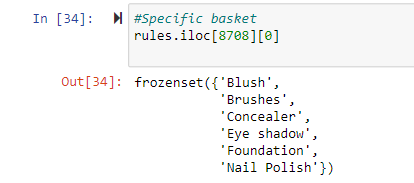 In [34]:
#Specific basket
rules.iloc[8708][0]
Out[34]: frozenset({'Blush',
'Brushes',
'Concealer',
'Eye shadow',
'Foundation',
'Nail Polish'})